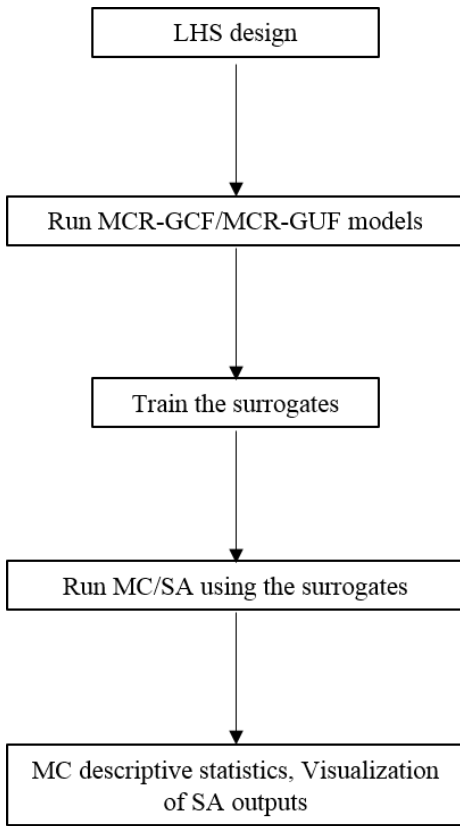 LHS design
Run MCR-GCF/MCR-GUF models
Train the surrogates
Run MC/SA using the surrogates
MC descriptive statistics, Visualization
of SA outputs